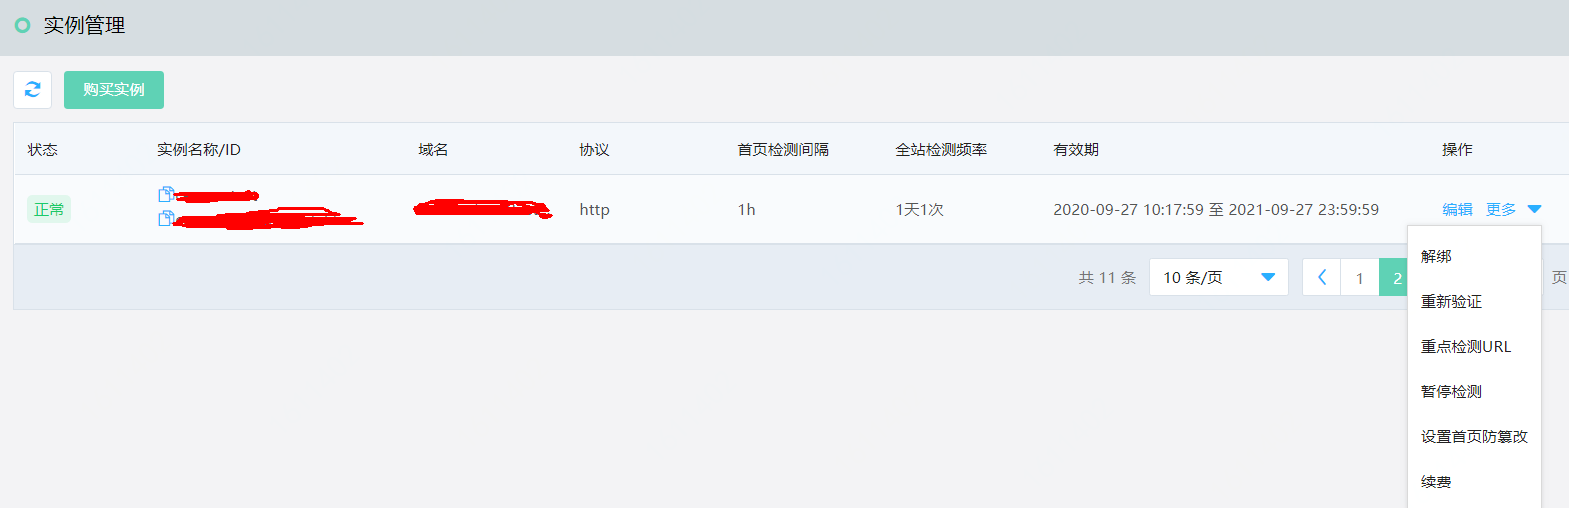 实例管理
购买实例
状态 实例名称/ID 域名 协议 首页检测间隔 全站检测频率 有效期 操作
正常 http 1h 1天1次 2020-09-27 10:17:59 至 2021-09-27 23:59:59 编辑 更多
共 11 条 10 条/页 1 2 页
解绑
重新验证
重点检测URL
暂停检测
设置首页防篡改
续费